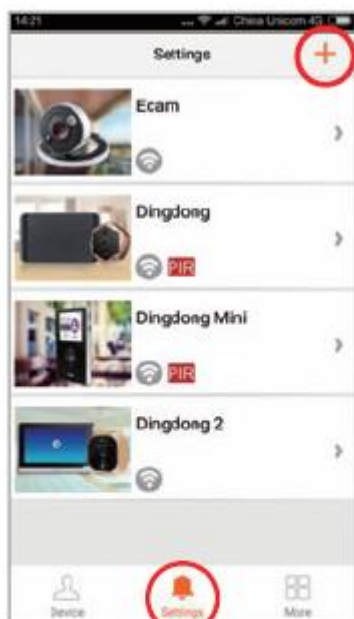 14:21 ... China Unicom 4G
Settings +
Ecam
Dingdong
PIR
Dingdong Mini
PIR
Dingdong 2
Device Settings More